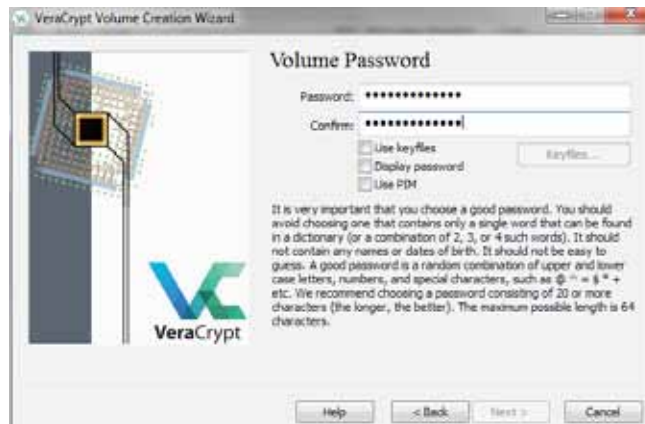 VeraCrypt Volume Creation Wizard
Volume Password
Password: •••••••••••••
Confirm: •••••••••••••
Use keyfiles
Keyfiles...
Display password
Use PIM
It is very important that you choose a good password. You should
avoid choosing one that contains only a single word that can be found
in a dictionary (or a combination of 2, 3, or 4 such words). It should
not contain any names or dates of birth. It should not be easy to
guess. A good password is a random combination of upper and lower
case letters, numbers, and special characters, such as @ ^ = $ * +
etc. We recommend choosing a password consisting of 20 or more
characters (the longer, the better). The maximum possible length is 64
characters.
VeraCrypt
Help
< Back
Next >
Cancel